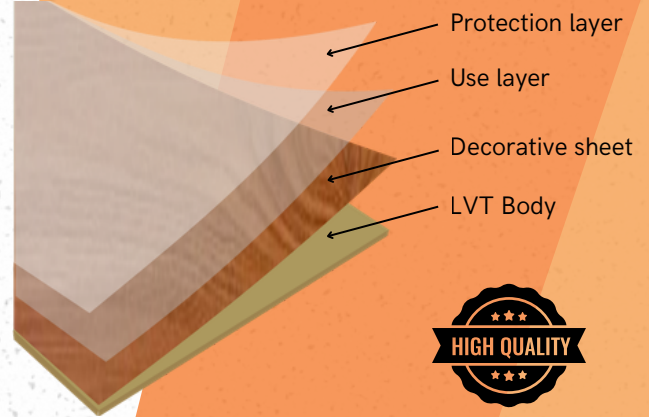 Protection layer
Use layer
Decorative sheet
LVT Body
HIGH QUALITY